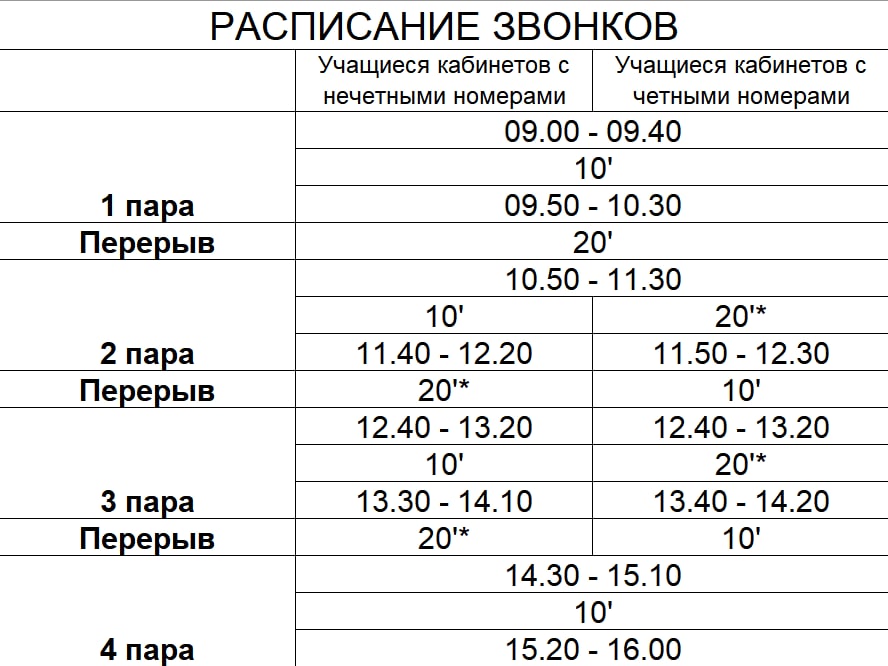 РАСПИСАНИЕ ЗВОНКОВ
Учащиеся кабинетов с
нечетными номерами
Учащиеся кабинетов с
четными номерами
09.00 - 09.40
10'
1 пара
09.50 - 10.30
Перерыв
20'
10.50 - 11.30
10'
20'*
2 пара
11.40 - 12.20
11.50 - 12.30
Перерыв
20'*
10'
12.40 - 13.20
12.40 - 13.20
10'
20'*
3 пара
13.30 - 14.10
13.40 - 14.20
Перерыв
20'*
10'
14.30 - 15.10
10'
4 пара
15.20 - 16.00